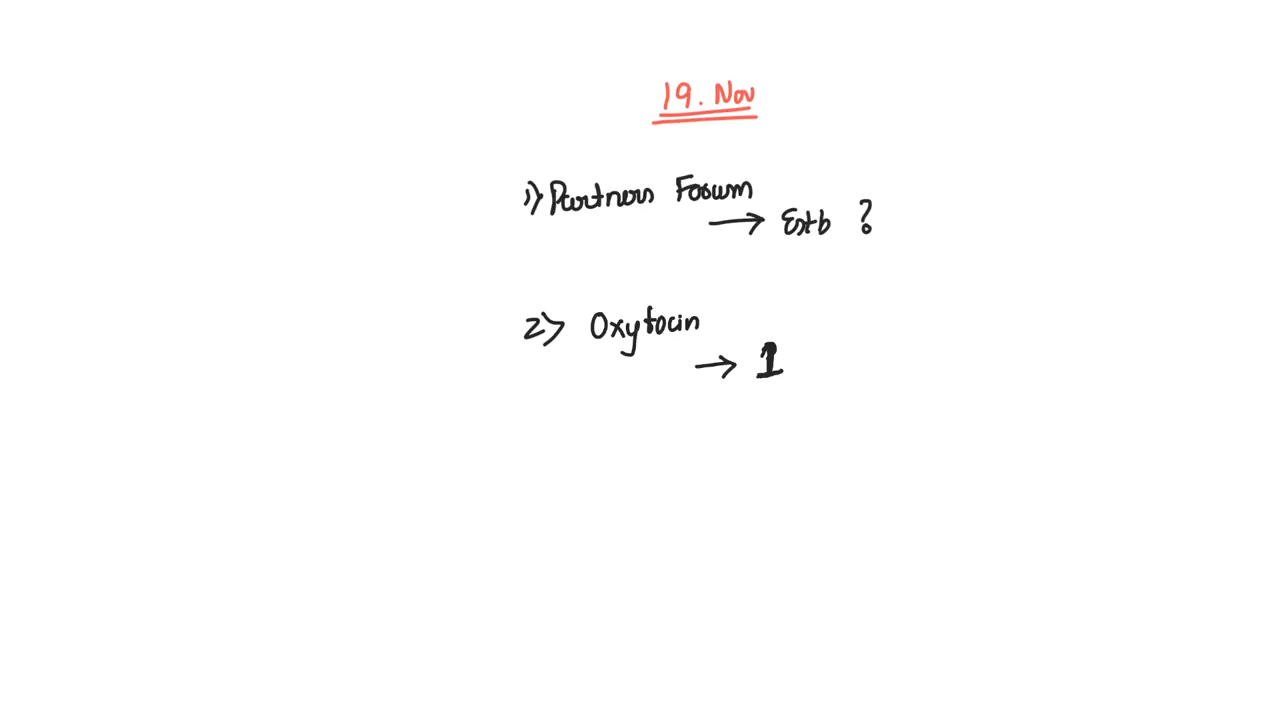 19. Nov
1) Partners Forum
→ Estb ?
2) Oxytocin
→ 1